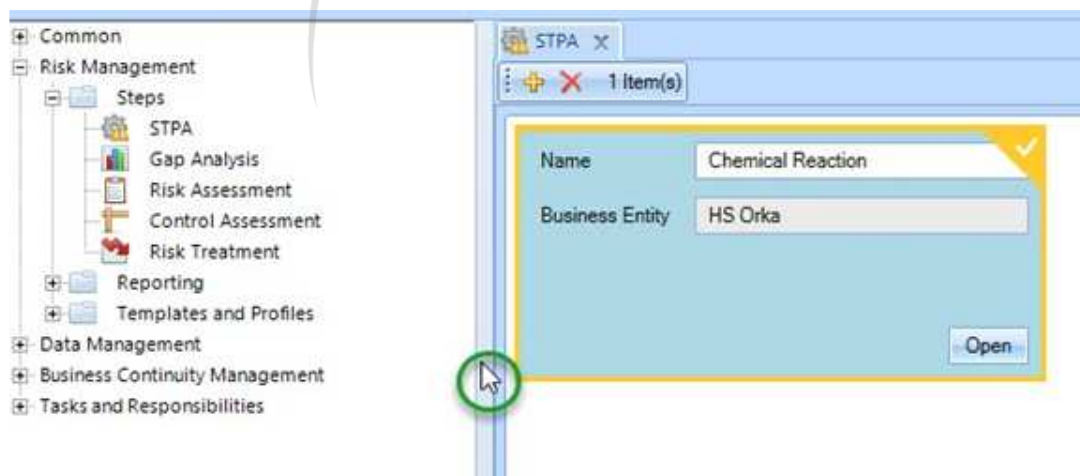 Common
Risk Management
Steps
STPA
Gap Analysis
Risk Assessment
Control Assessment
Risk Treatment
Reporting
Templates and Profiles
Data Management
Business Continuity Management
Tasks and Responsibilities
STPA
1 Item(s)
Name Chemical Reaction
Business Entity HS Orka
Open